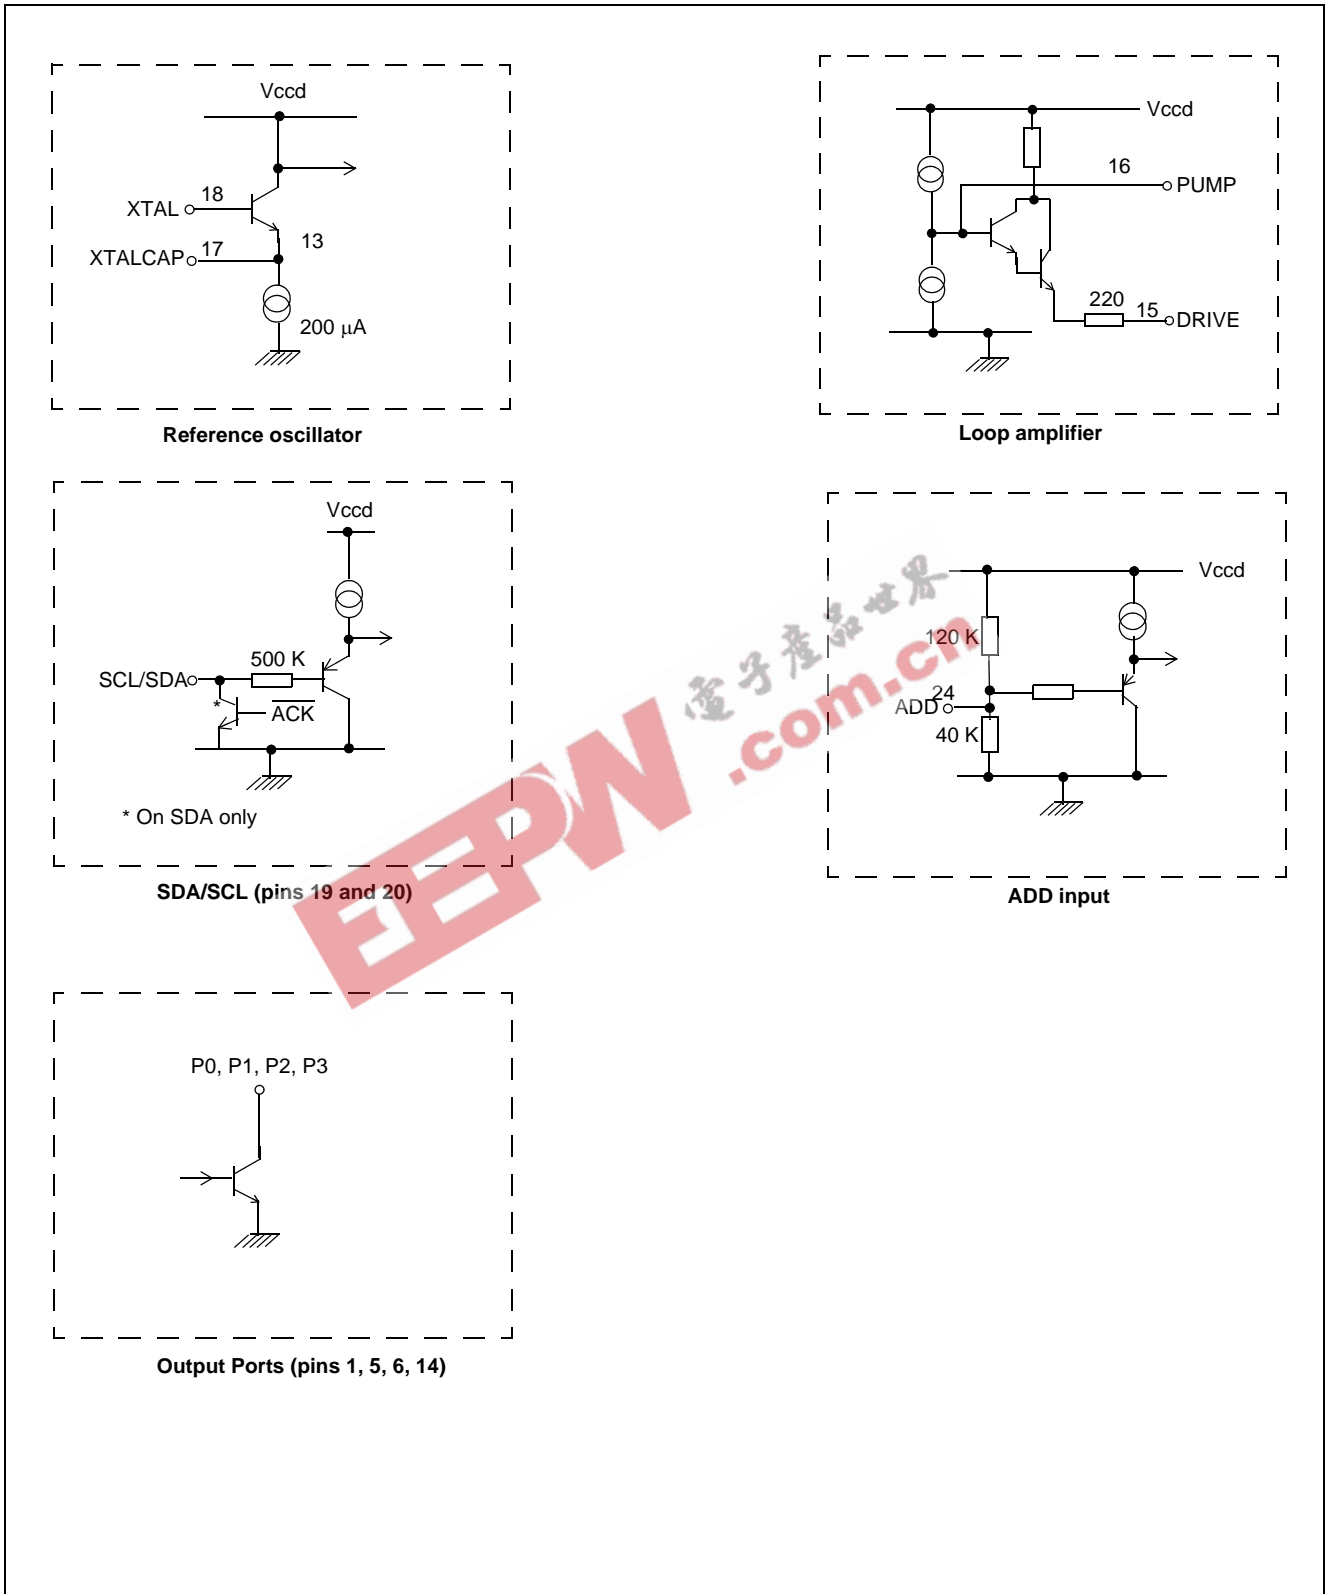 Vccd
18
XTAL
17
13
XTALCAP
200 µA
Reference oscillator
Vccd
16
PUMP
220
15
DRIVE
Loop amplifier
Vccd
500 K
SCL/SDA
*
ACK
* On SDA only
SDA/SCL (pins 19 and 20)
Vccd
120 K
24
ADD
40 K
ADD input
電子產品世界
.com.cn
EEPW
P0, P1, P2, P3
Output Ports (pins 1, 5, 6, 14)